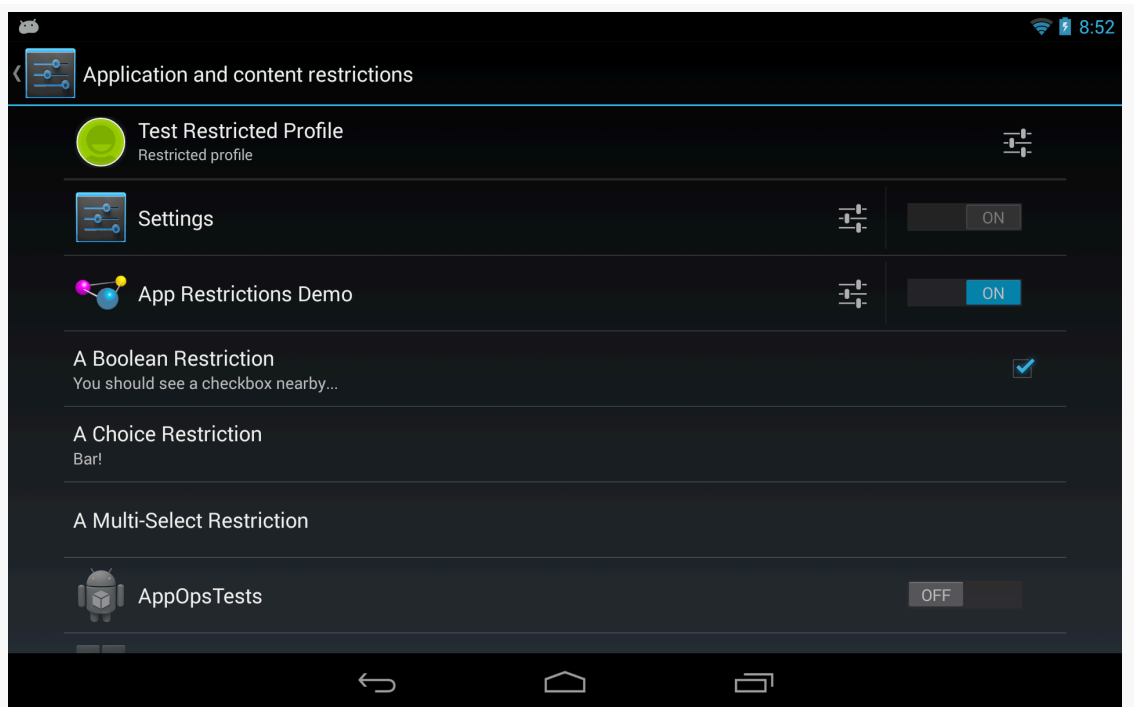 8:52
Application and content restrictions
Test Restricted Profile
Restricted profile
Settings
ON
App Restrictions Demo
ON
A Boolean Restriction
You should see a checkbox nearby...
A Choice Restriction
Bar!
A Multi-Select Restriction
AppOpsTests
OFF